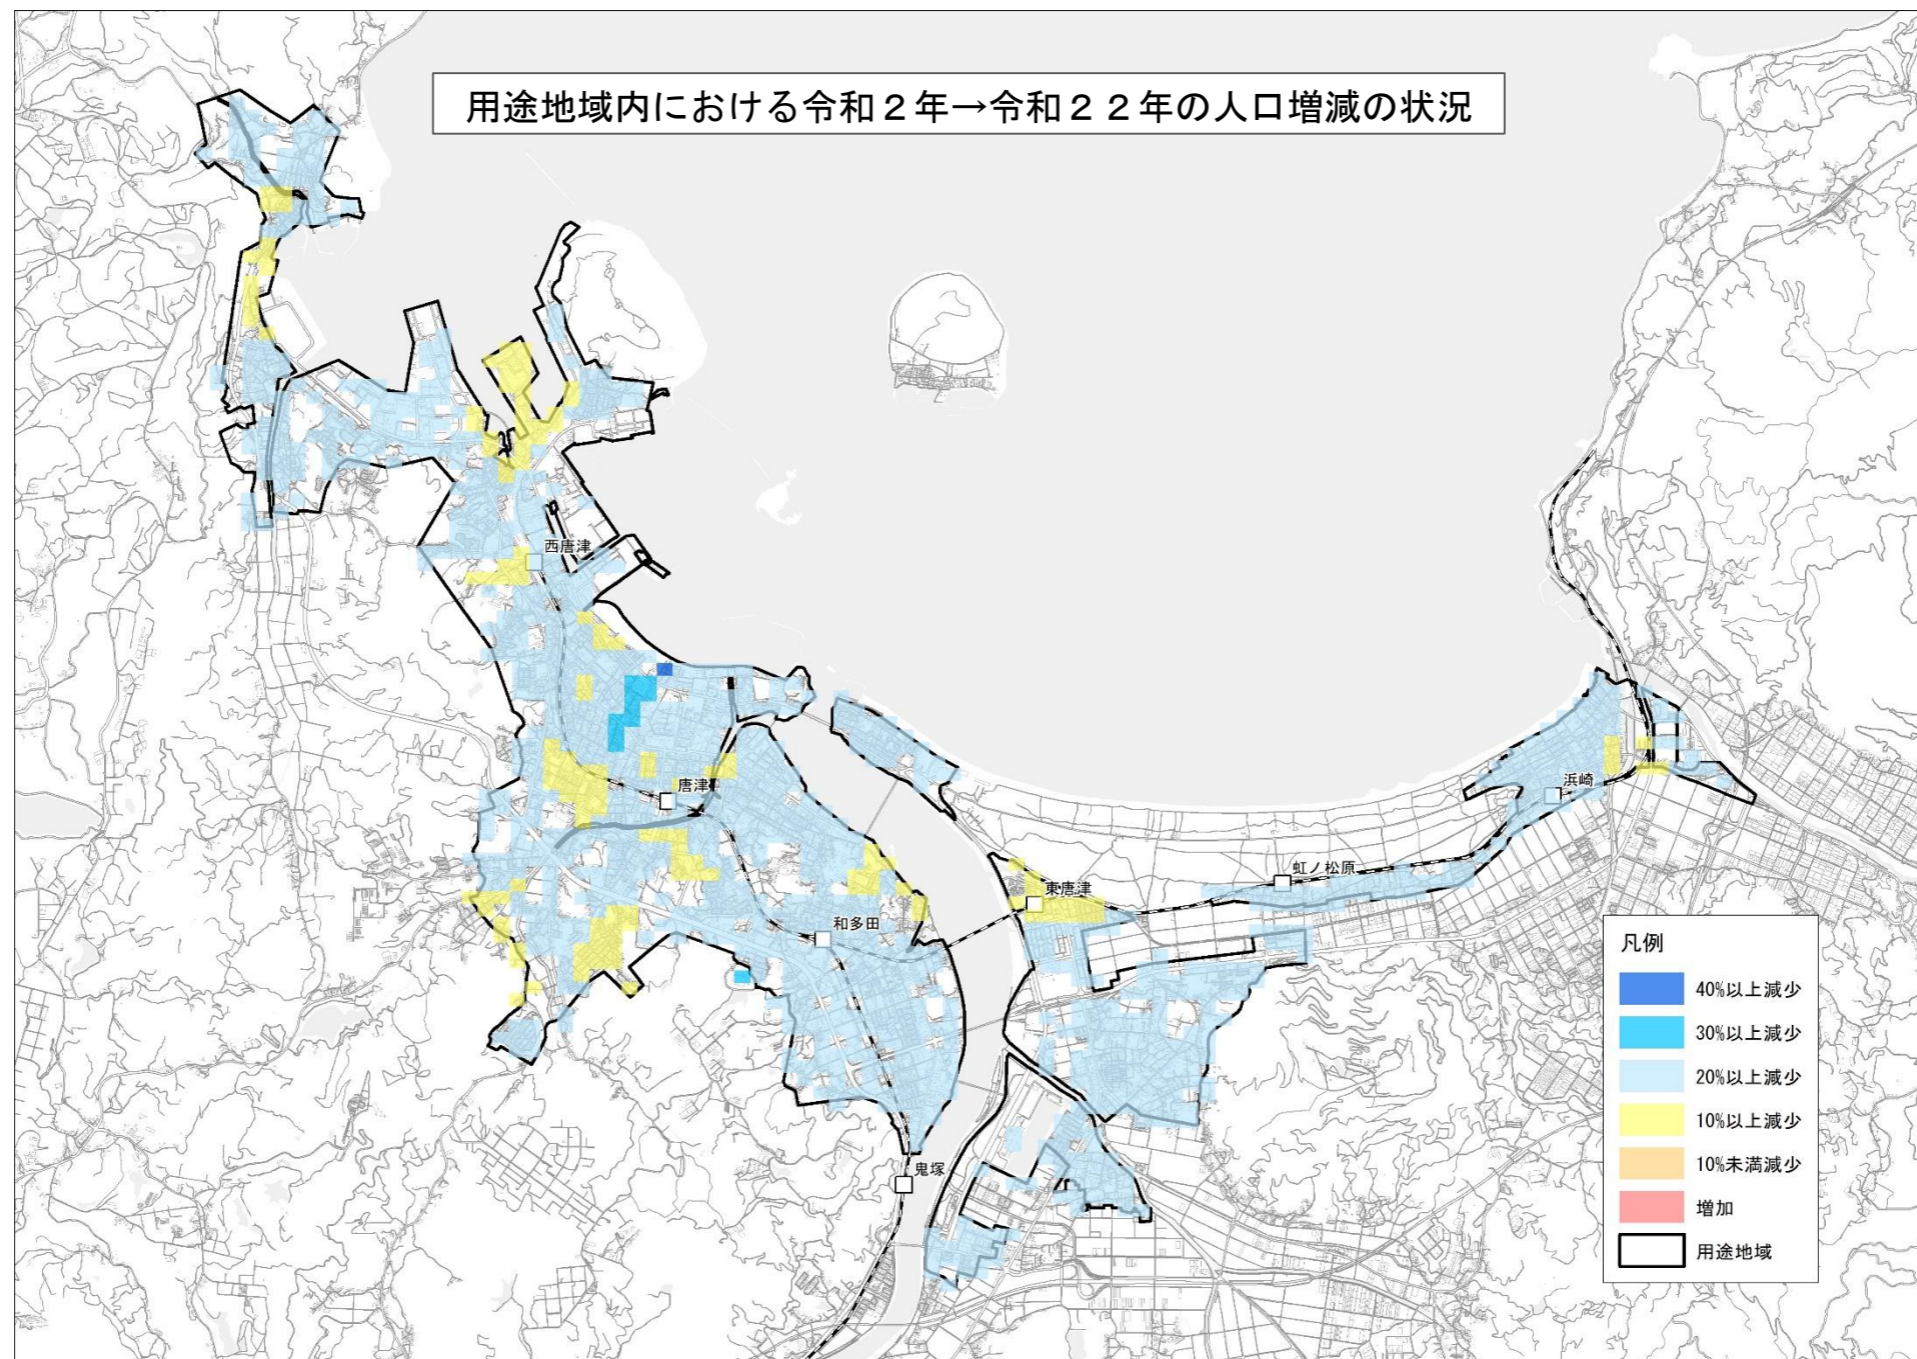 用途地域内における令和２年→令和２２年の人口増減の状況
西唐津
唐津
浜崎
虹ノ松原
東唐津
和多田
鬼塚
凡例
40%以上減少
30%以上減少
20%以上減少
10%以上減少
10%未満減少
増加
用途地域